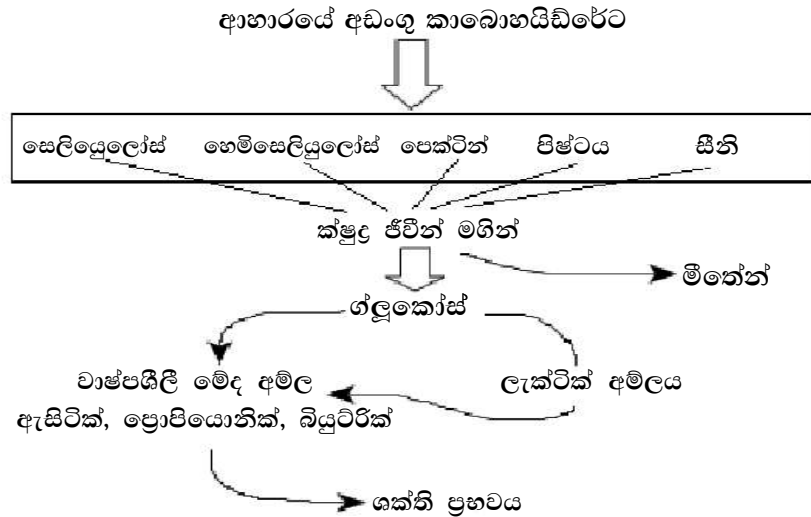 ආහාරයේ අඩංගු කාබොහයිඩ්රේට
සෙලියුෙලෝස් හෙමිසෙලියුලෝස් පෙක්ටින් පිෂ්ටය සීනි
ක්ෂුද්‍ර ජීවීන් මගින්
මීතේන්
ග්ලූකෝස්
වාෂ්පශීලී මේද අම්ල ලැක්ටික් අම්ලය
ඇසිටික්, ප්‍රොපියොනික්, බියුට්රික්
ශක්ති ප්‍රභවය